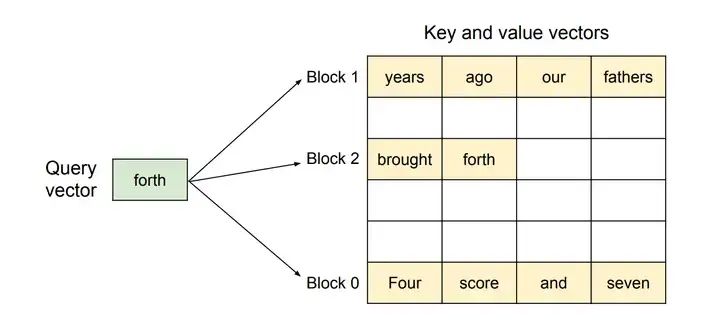 Key and value vectors
Block 1 years ago our fathers
Block 2 brought forth
Query
vector
forth
Block 0 Four score and seven